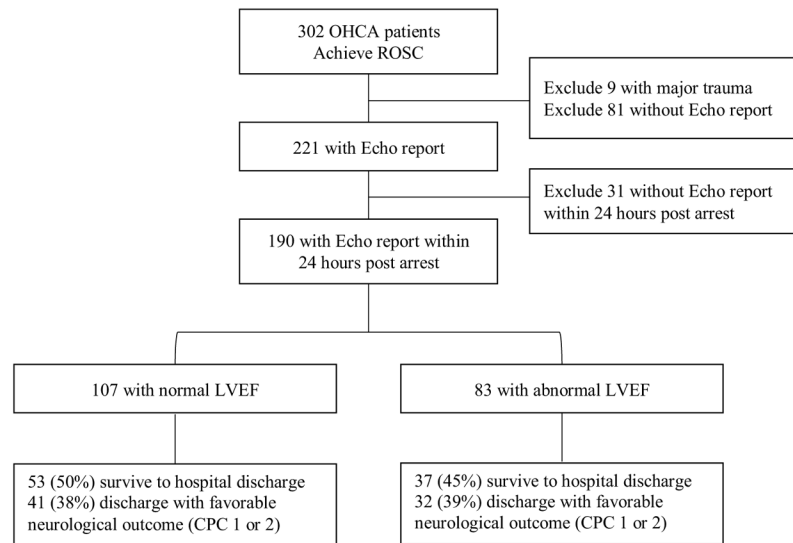 302 OHCA patients
Achieve ROSC
Exclude 9 with major trauma
Exclude 81 without Echo report
221 with Echo report
Exclude 31 without Echo report
within 24 hours post arrest
190 with Echo report within
24 hours post arrest
107 with normal LVEF
83 with abnormal LVEF
53 (50%) survive to hospital discharge
41 (38%) discharge with favorable
neurological outcome (CPC 1 or 2)
37 (45%) survive to hospital discharge
32 (39%) discharge with favorable
neurological outcome (CPC 1 or 2)